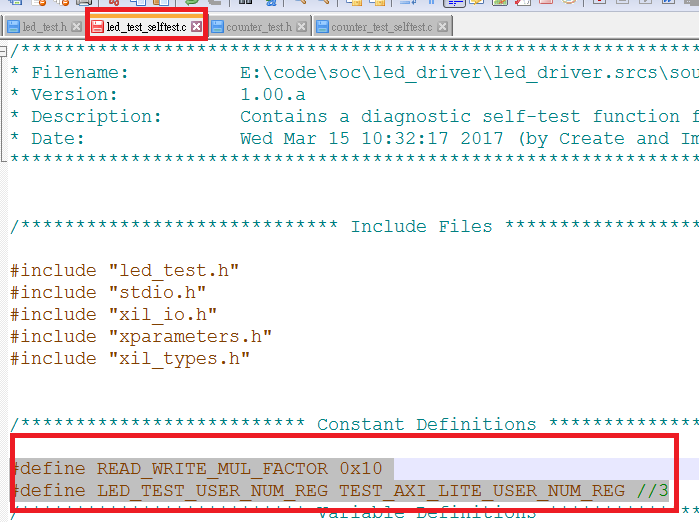 led_test.h led_test_selftest.c counter_test.h counter_test_selftest.c
/************************************************************
* Filename: E:\code\soc\led_driver\led_driver.srcs\sou
* Version: 1.00.a
* Description: Contains a diagnostic self-test function f
* Date: Wed Mar 15 10:32:17 2017 (by Create and Im
**************************************************************
/***************************** Include Files ******************
#include "led_test.h"
#include "stdio.h"
#include "xil_io.h"
#include "xparameters.h"
#include "xil_types.h"
/************************** Constant Definitions **************
#define READ_WRITE_MUL_FACTOR 0x10
#define LED_TEST_USER_NUM_REG TEST_AXI_LITE_USER_NUM_REG //3
/************************** Variable Definitions **************